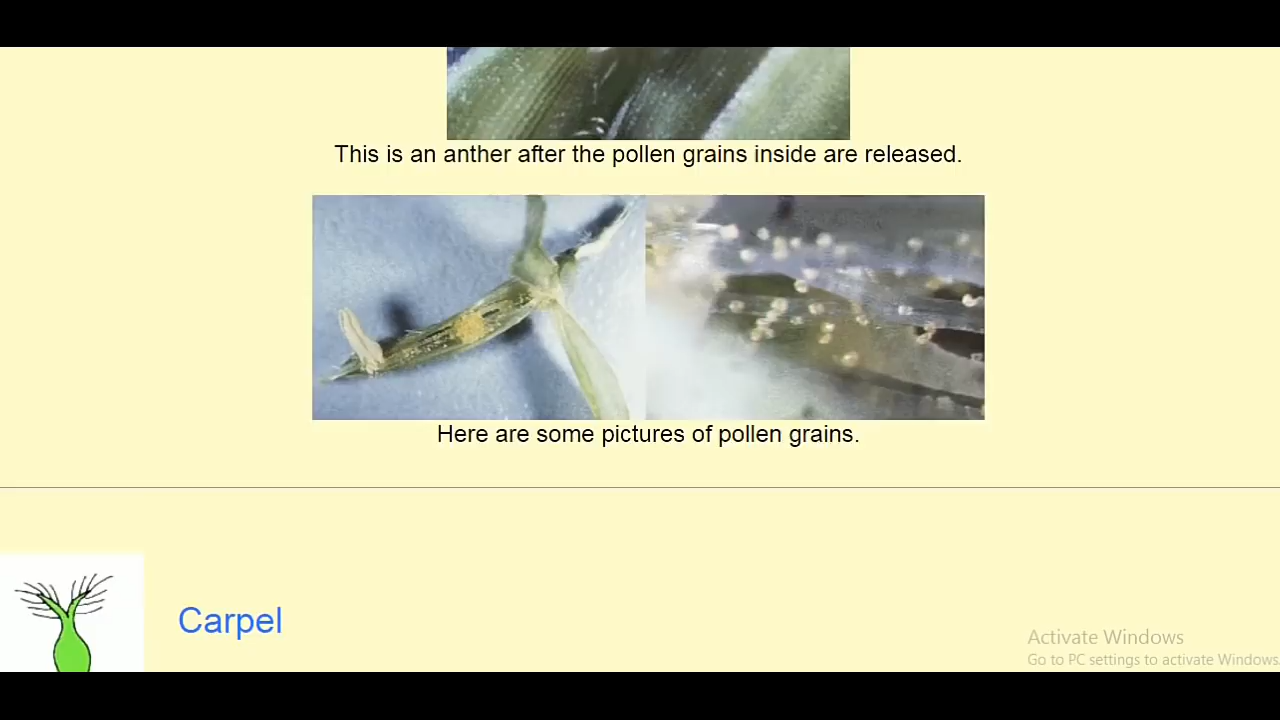 This is an anther after the pollen grains inside are released.
Here are some pictures of pollen grains.
Carpel
Activate Windows
Go to PC settings to activate Windows.